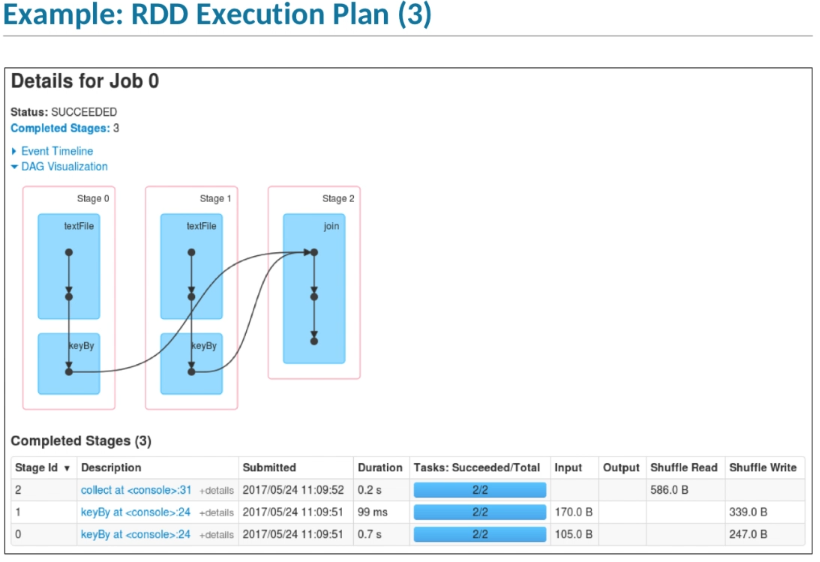 Example: RDD Execution Plan (3)
Details for Job 0
Status: SUCCEEDED
Completed Stages: 3
Event Timeline
DAG Visualization
Stage 0 Stage 1 Stage 2
textFile textFile join
keyBy keyBy
Completed Stages (3)
Stage Id ▾ Description Submitted Duration Tasks: Succeeded/Total Input Output Shuffle Read Shuffle Write
2 collect at <console>:31 +details 2017/05/24 11:09:52 0.2 s 2/2 586.0 B
1 keyBy at <console>:24 +details 2017/05/24 11:09:51 99 ms 2/2 170.0 B 339.0 B
0 keyBy at <console>:24 +details 2017/05/24 11:09:51 0.7 s 2/2 105.0 B 247.0 B